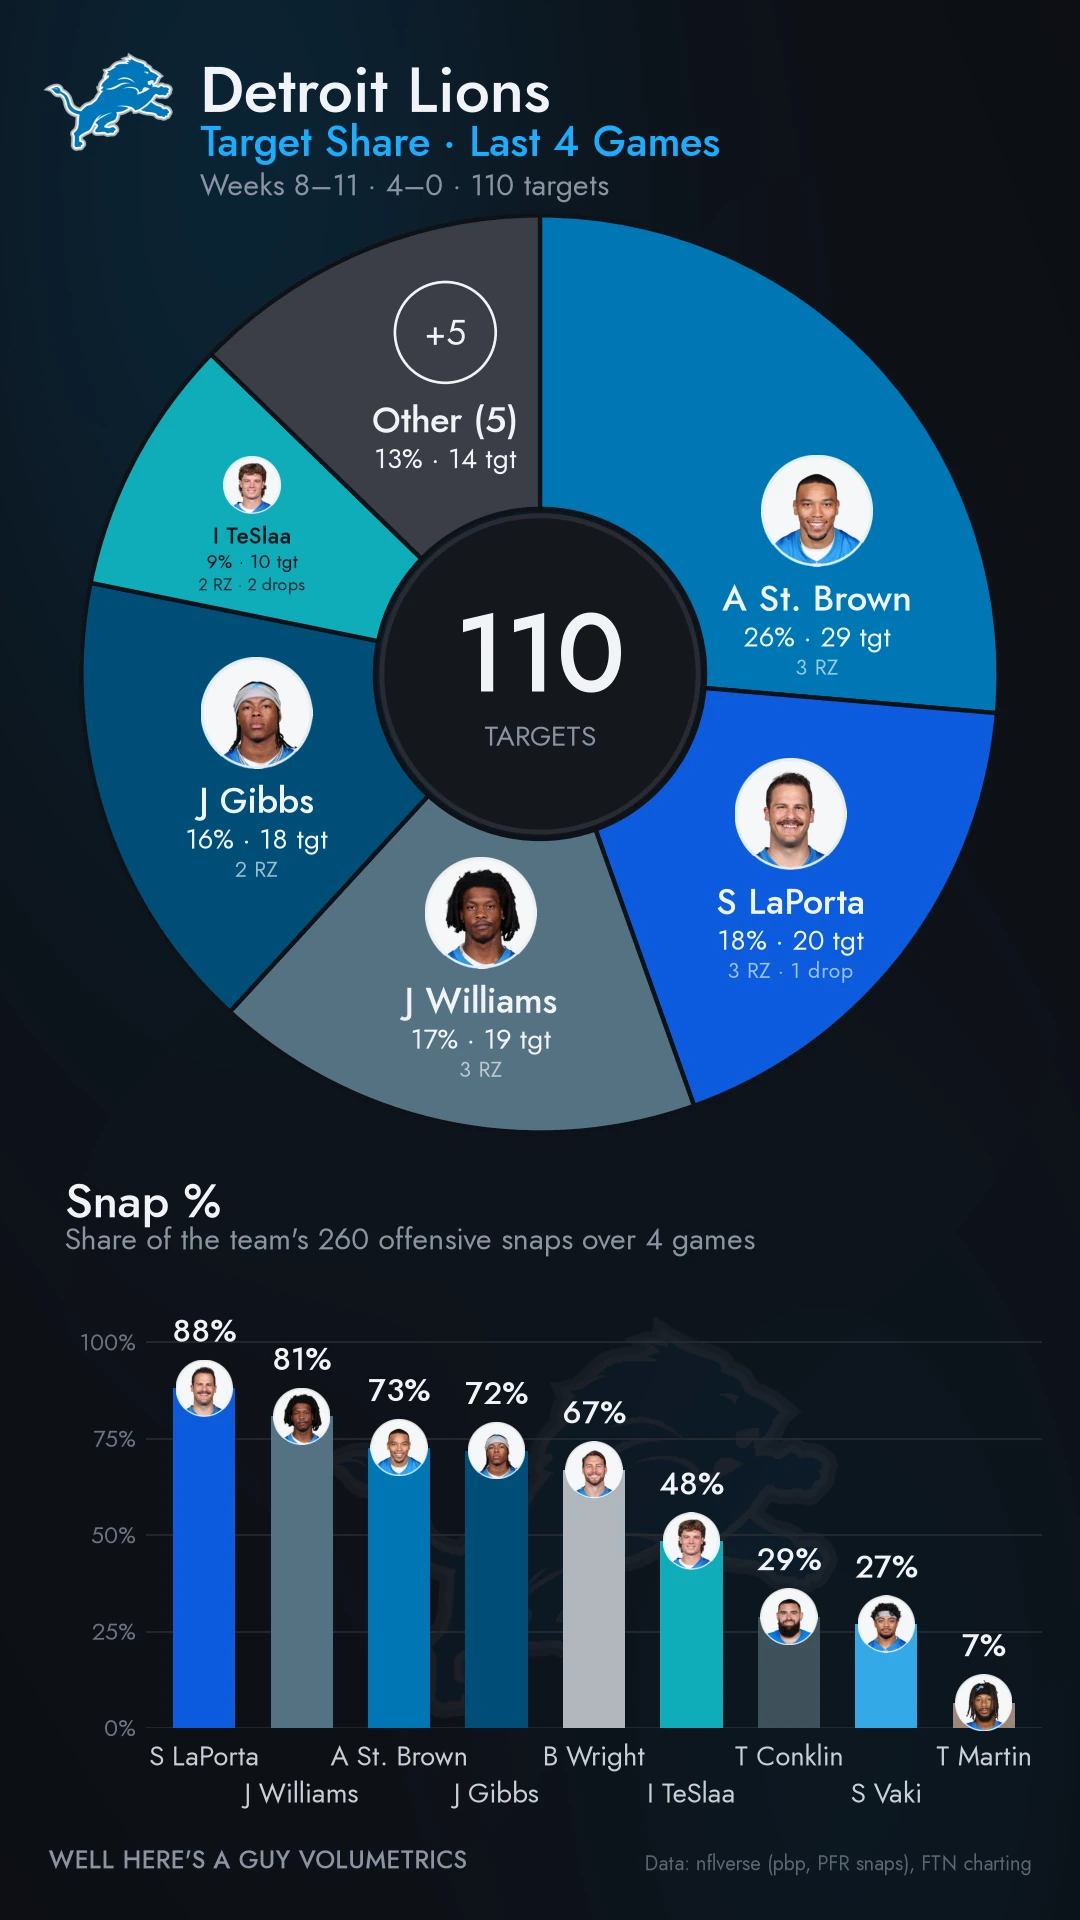 Detroit Lions
Target Share · Last 4 Games
Weeks 8–11 · 4–0 · 110 targets
+5
Other (5)
13% · 14 tgt
I TeSlaa
9% · 10 tgt
2 RZ · 2 drops
A St. Brown
26% · 29 tgt
3 RZ
110
TARGETS
J Gibbs
16% · 18 tgt
2 RZ
S LaPorta
18% · 20 tgt
3 RZ · 1 drop
J Williams
17% · 19 tgt
3 RZ
Snap %
Share of the team's 260 offensive snaps over 4 games
100%
75%
50%
25%
0%
88%
81%
73%
72%
67%
48%
29%
27%
7%
S LaPorta
J Williams
A St. Brown
J Gibbs
B Wright
I TeSlaa
T Conklin
S Vaki
T Martin
WELL HERE'S A GUY VOLUMETRICS
Data: nflverse (pbp, PFR snaps), FTN charting